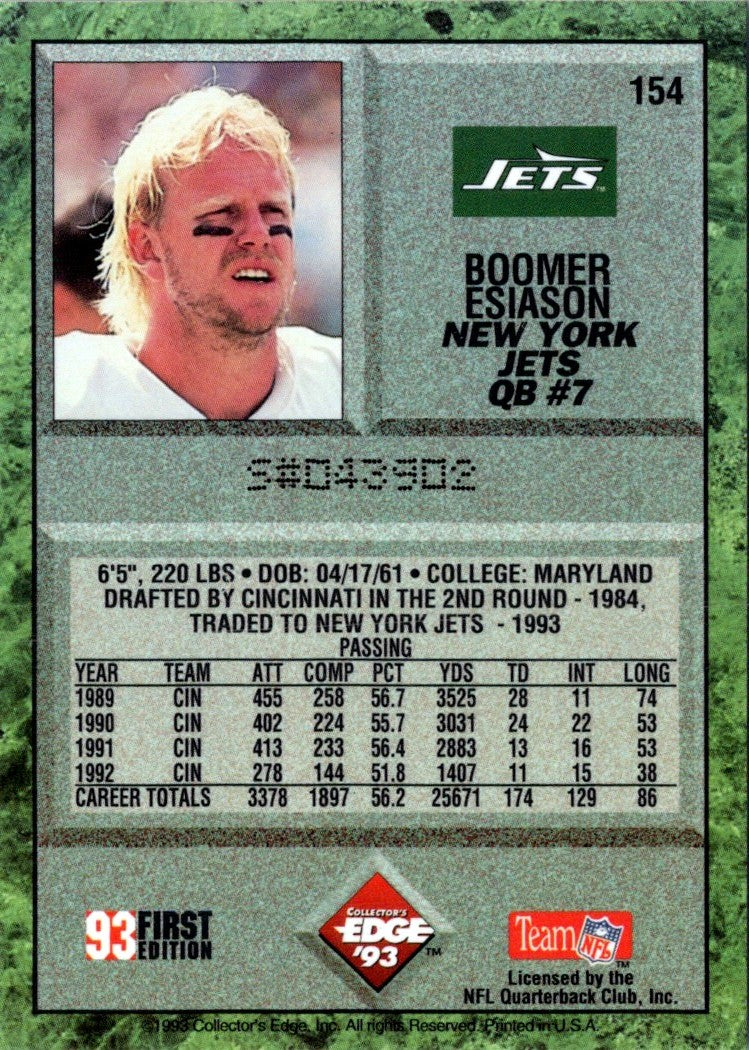 154
JETS
BOOMER
ESIASON
NEW YORK
JETS
QB #7
S#043902
6'5", 220 LBS • DOB: 04/17/61 • COLLEGE: MARYLAND
DRAFTED BY CINCINNATI IN THE 2ND ROUND - 1984,
TRADED TO NEW YORK JETS - 1993
PASSING
YEAR TEAM ATT COMP PCT YDS TD INT LONG
1989 CIN 455 258 56.7 3525 28 11 74
1990 CIN 402 224 55.7 3031 24 22 53
1991 CIN 413 233 56.4 2883 13 16 53
1992 CIN 278 144 51.8 1407 11 15 38
CAREER TOTALS 3378 1897 56.2 25671 174 129 86
93 FIRST
EDITION
COLLECTOR'S
EDGE
'93 TM
Team NFL
TM
Licensed by the
NFL Quarterback Club, Inc.
©1993 Collector's Edge, Inc. All rights Reserved. Printed in U.S.A.